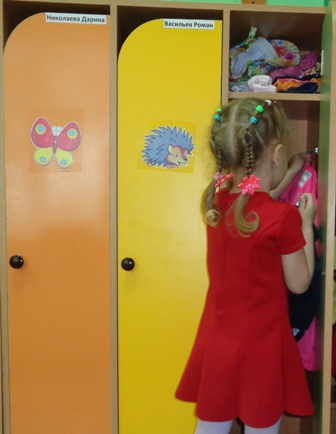 Николаева Дарина
Васильев Роман